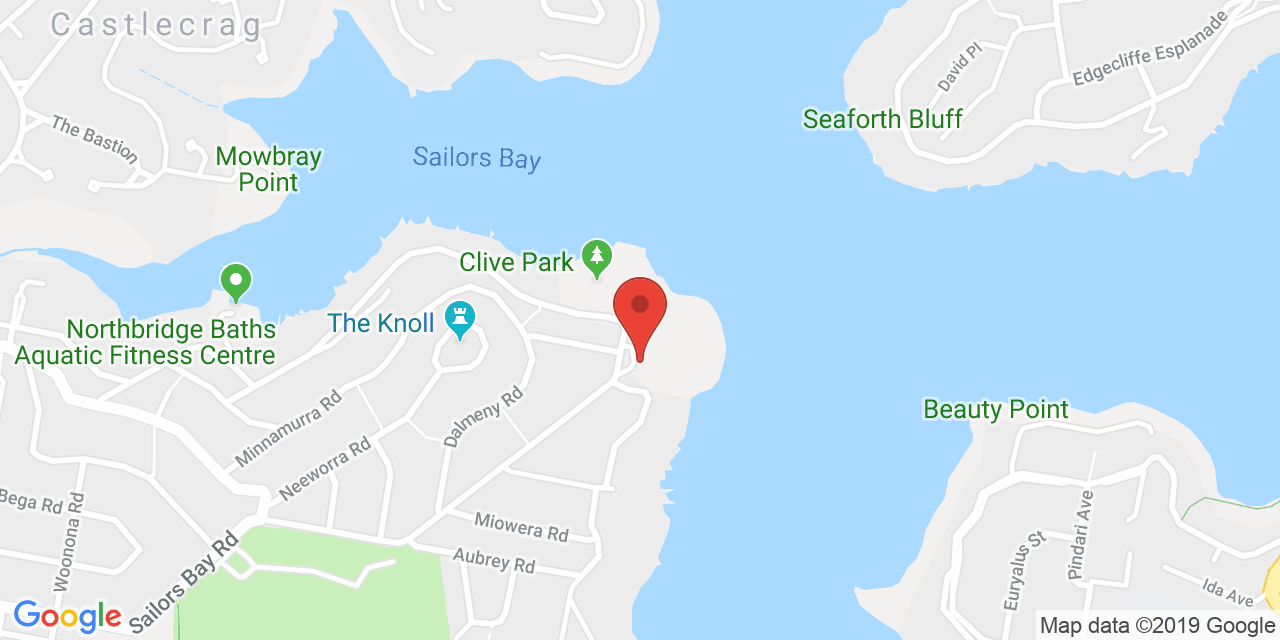 Castlecrag
David Pl
Edgecliffe Esplanade
Seaforth Bluff
The Bastion
Mowbray
Point
Sailors Bay
Clive Park
The Knoll
Northbridge Baths
Aquatic Fitness Centre
Minnamurra Rd
Dalmeny Rd
Neeworra Rd
Beauty Point
Bega Rd
Woonona Rd
Sailors Bay Rd
Miowera Rd
Aubrey Rd
Euryalus St
Pindari Ave
Ida Ave
Google
Map data ©2019 Google